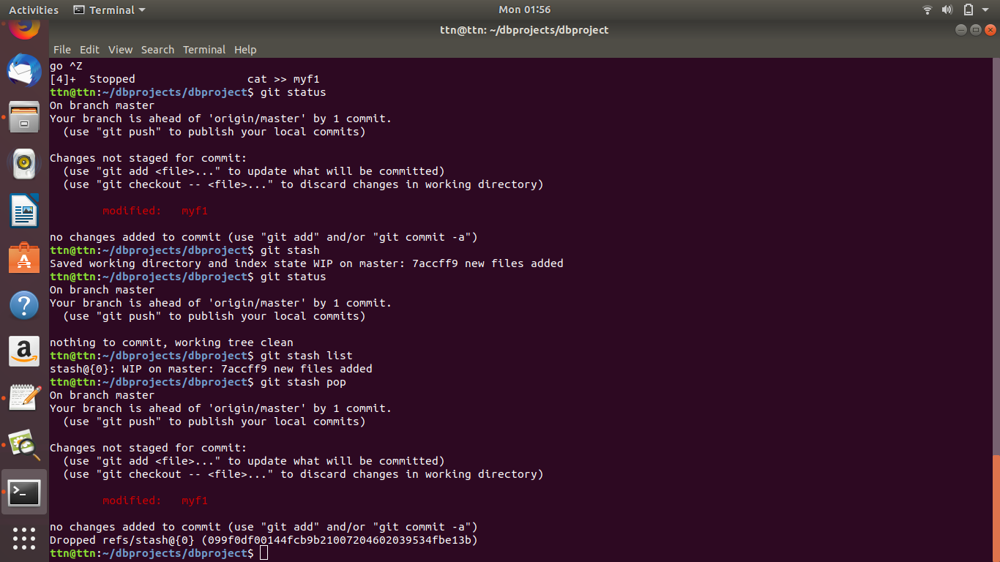 Activities Terminal Mon 01:56
ttn@ttn: ~/dbprojects/dbproject
File Edit View Search Terminal Help
go ^Z
[4]+  Stopped                 cat >> myf1
ttn@ttn:~/dbprojects/dbproject$ git status
On branch master
Your branch is ahead of 'origin/master' by 1 commit.
  (use "git push" to publish your local commits)

Changes not staged for commit:
  (use "git add <file>..." to update what will be committed)
  (use "git checkout -- <file>..." to discard changes in working directory)

        modified:   myf1

no changes added to commit (use "git add" and/or "git commit -a")
ttn@ttn:~/dbprojects/dbproject$ git stash
Saved working directory and index state WIP on master: 7accff9 new files added
ttn@ttn:~/dbprojects/dbproject$ git status
On branch master
Your branch is ahead of 'origin/master' by 1 commit.
  (use "git push" to publish your local commits)

nothing to commit, working tree clean
ttn@ttn:~/dbprojects/dbproject$ git stash list
stash@{0}: WIP on master: 7accff9 new files added
ttn@ttn:~/dbprojects/dbproject$ git stash pop
On branch master
Your branch is ahead of 'origin/master' by 1 commit.
  (use "git push" to publish your local commits)

Changes not staged for commit:
  (use "git add <file>..." to update what will be committed)
  (use "git checkout -- <file>..." to discard changes in working directory)

        modified:   myf1

no changes added to commit (use "git add" and/or "git commit -a")
Dropped refs/stash@{0} (099f0df00144fcb9b21007204602039534fbe13b)
ttn@ttn:~/dbprojects/dbproject$